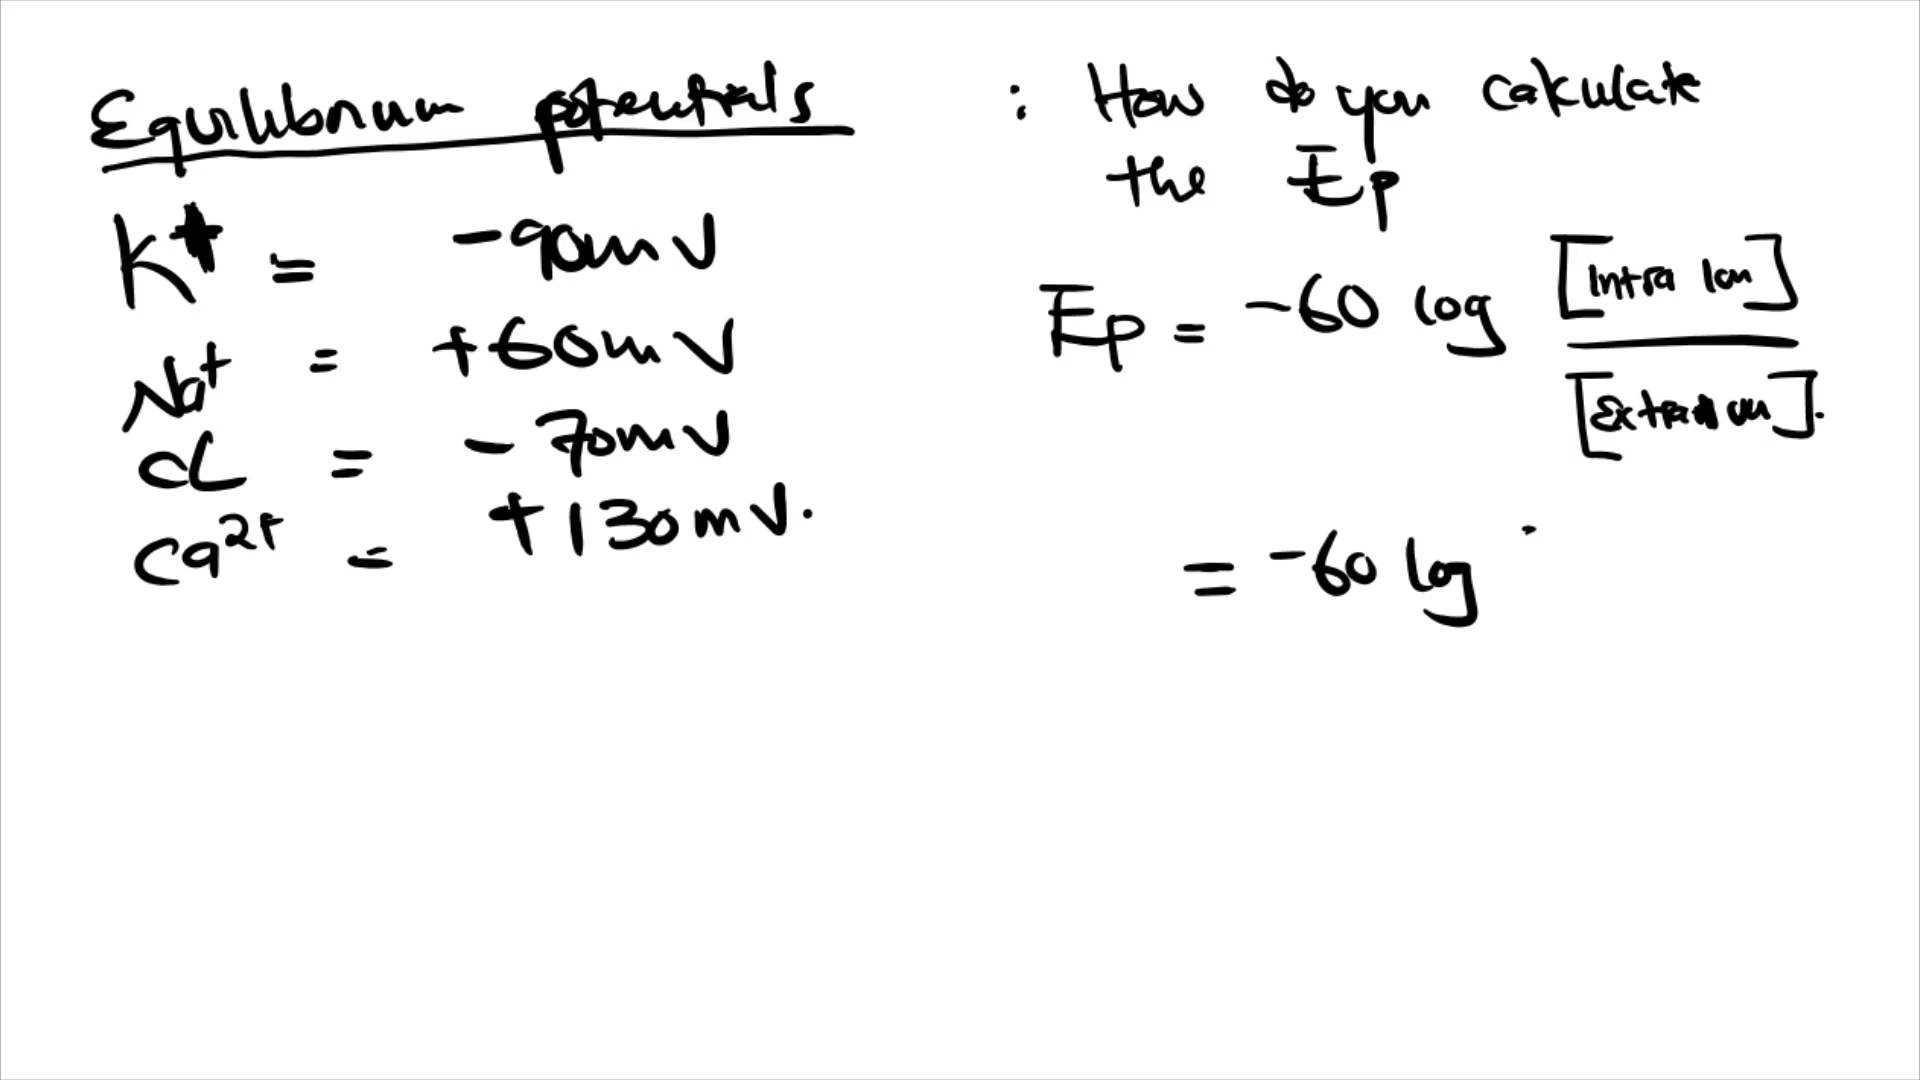 Equilibrium potentials
K+ = -90mV
Na+ = +60mV
cL = - 70mV
Ca2+ = +130mV.
: How do you calculate
the Ep
Ep = -60 log [Intra Ion]
[Extra Ion].
= -60 log